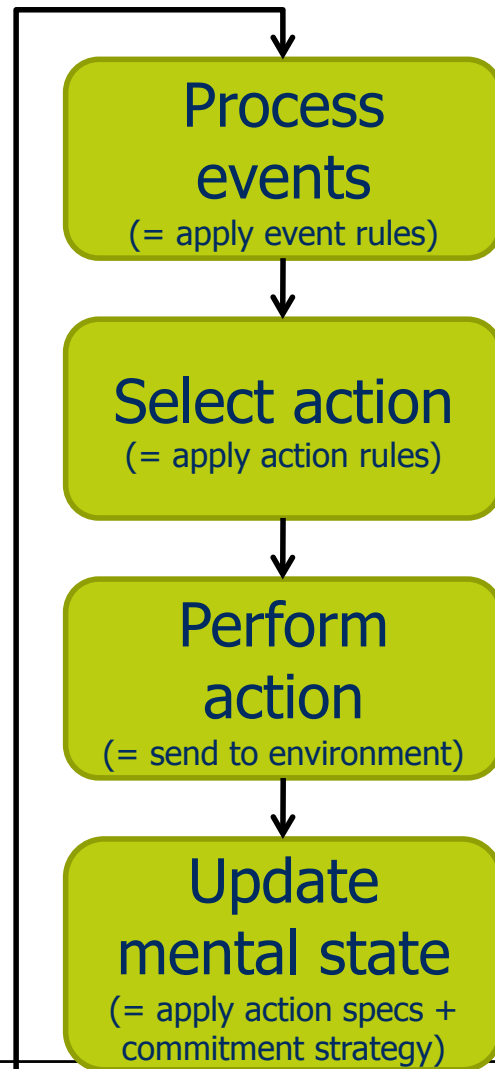 Process
events
(= apply event rules)
Select action
(= apply action rules)
Perform
action
(= send to environment)
Update
mental state
(= apply action specs +
commitment strategy)